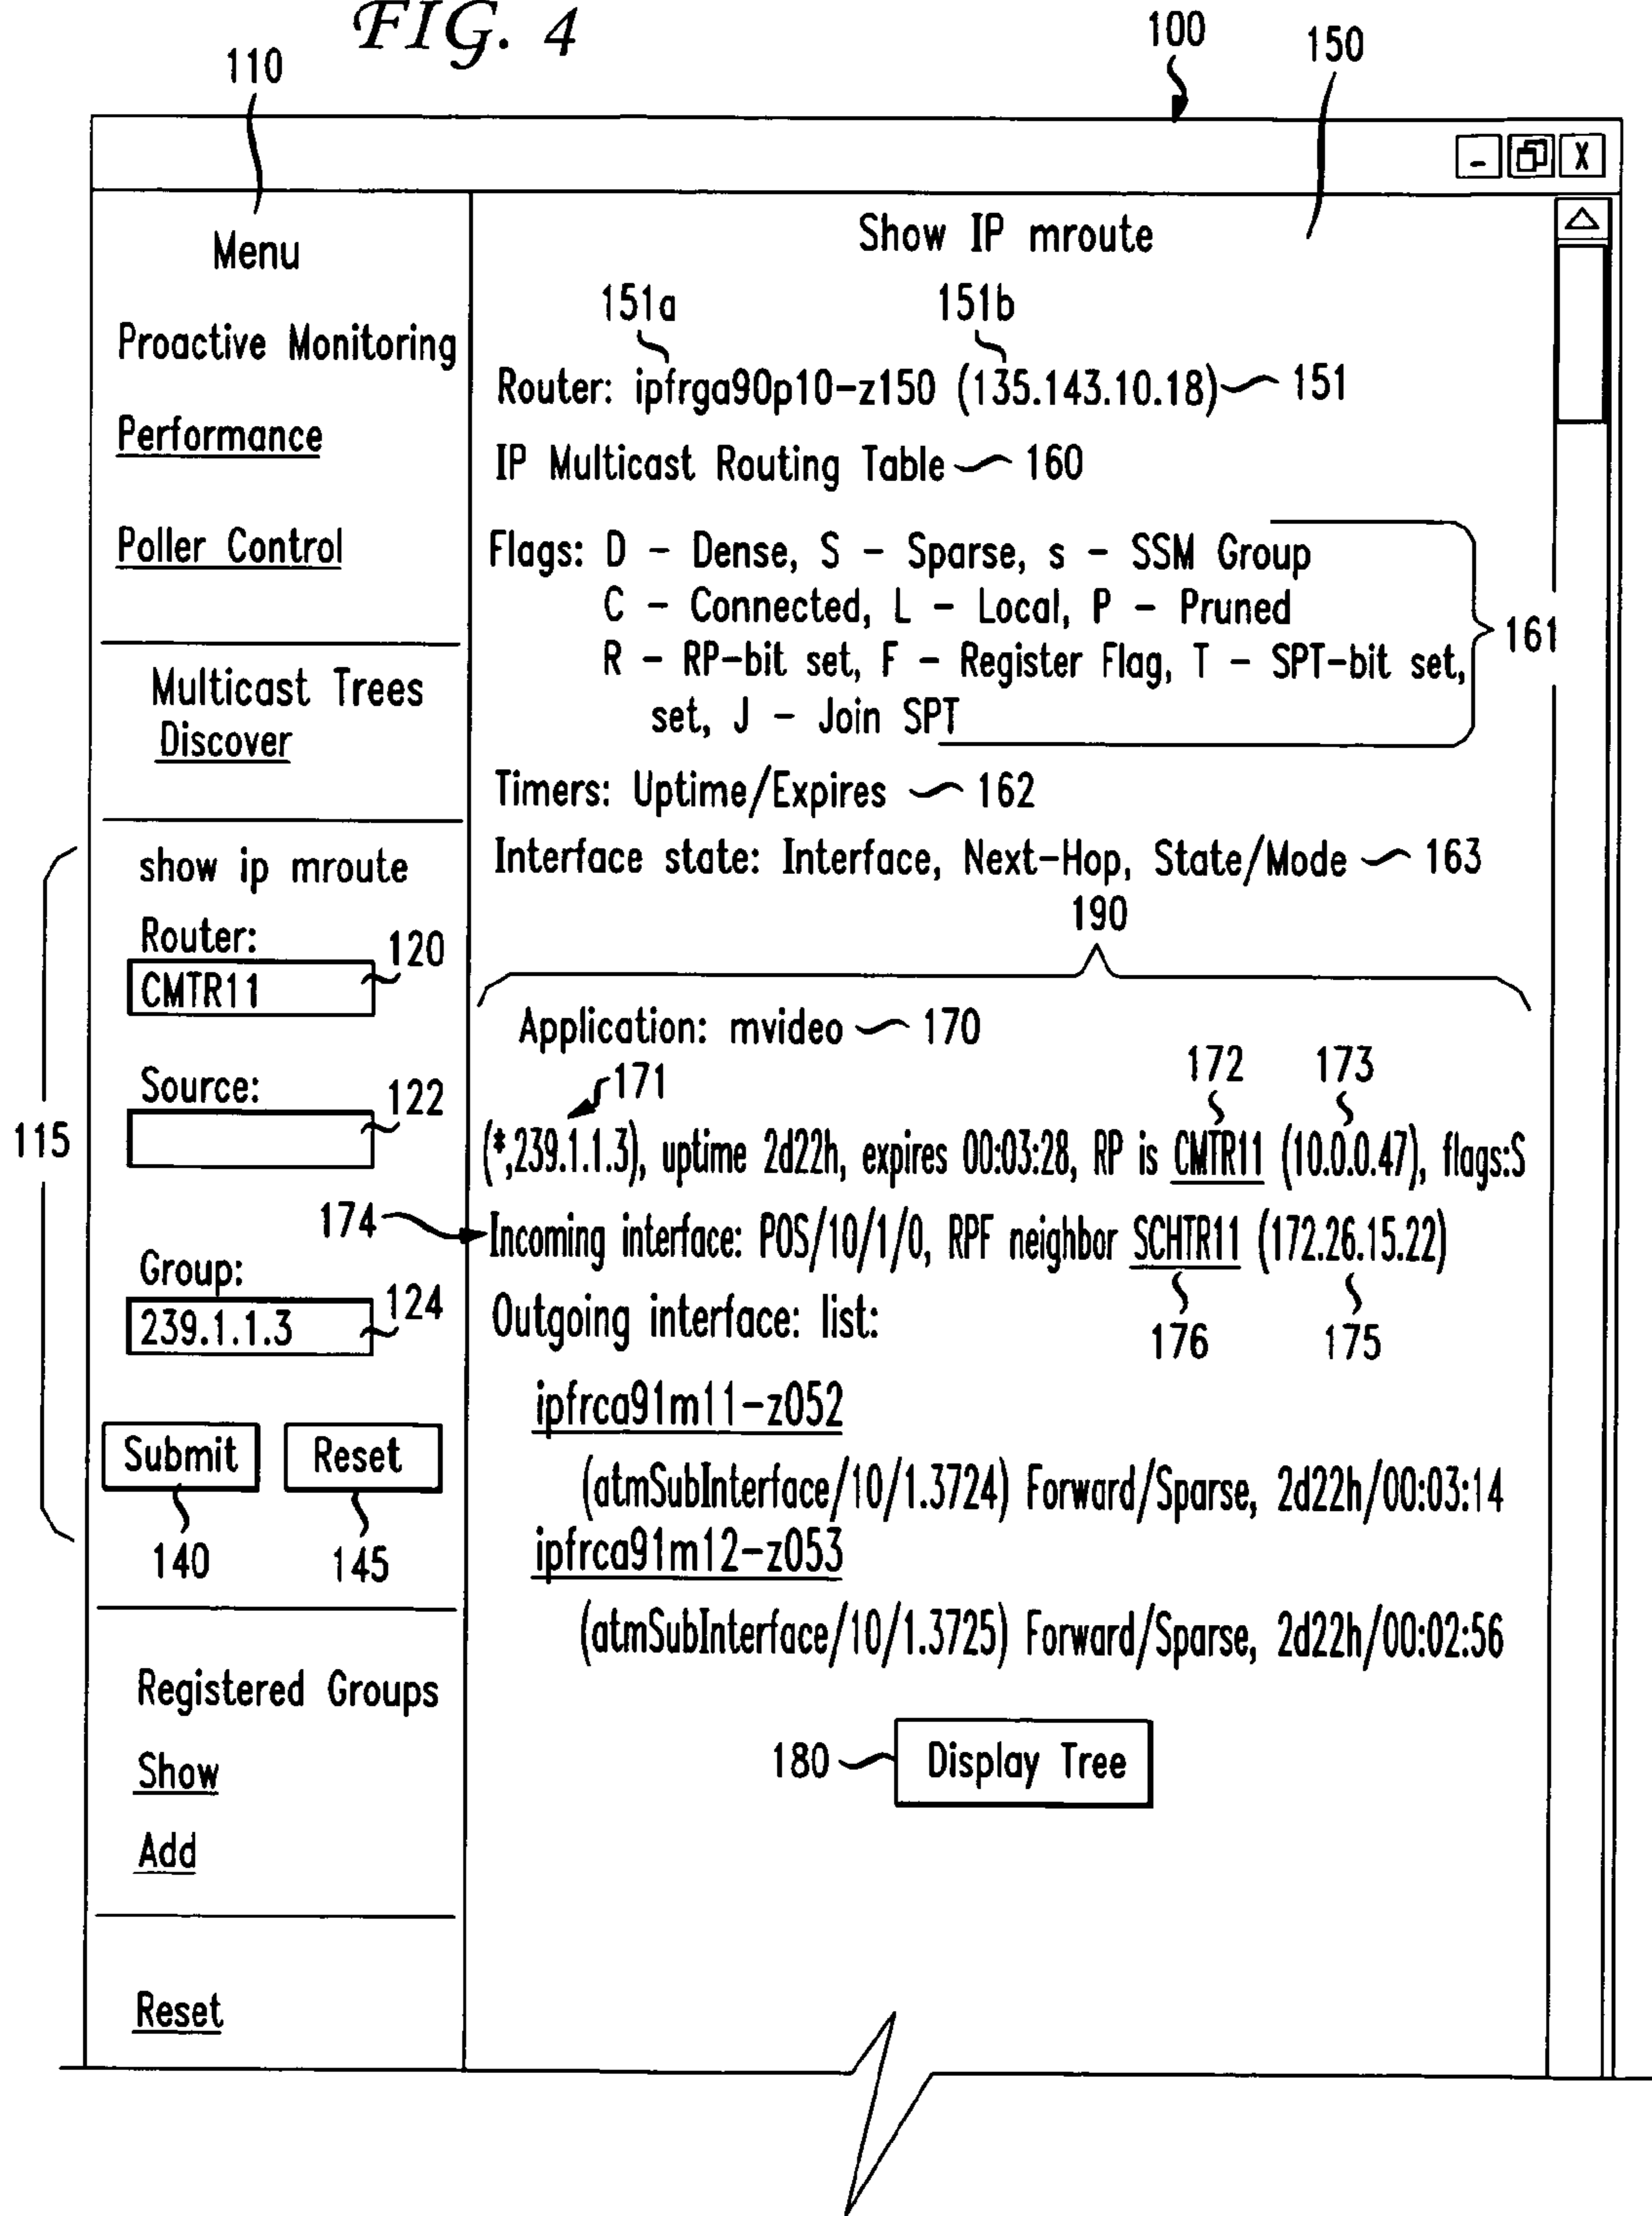 FIG. 4
100
150
110
- X
Menu
Proactive Monitoring
Performance
Poller Control
Multicast Trees
Discover
115
show ip mroute
Router:
120
CMTR11
Source:
122
Group:
124
239.1.1.3
Submit Reset
140 145
Registered Groups
Show
Add
Reset
Show IP mroute
151a 151b
Router: ipfrga90p10-z150 (135.143.10.18) 151
IP Multicast Routing Table 160
Flags: D - Dense, S - Sparse, s - SSM Group
C - Connected, L - Local, P - Pruned
161
R - RP-bit set, F - Register Flag, T - SPT-bit set,
set, J - Join SPT
Timers: Uptime/Expires 162
Interface state: Interface, Next-Hop, State/Mode 163
190
Application: mvideo 170
171 172 173
(*,239.1.1.3), uptime 2d22h, expires 00:03:28, RP is CMTR11 (10.0.0.47), flags:S
174
Incoming interface: POS/10/1/0, RPF neighbor SCHTR11 (172.26.15.22)
176 175
Outgoing interface: list:
ipfrca91m11-z052
(atmSubInterface/10/1.3724) Forward/Sparse, 2d22h/00:03:14
ipfrca91m12-z053
(atmSubInterface/10/1.3725) Forward/Sparse, 2d22h/00:02:56
180 Display Tree